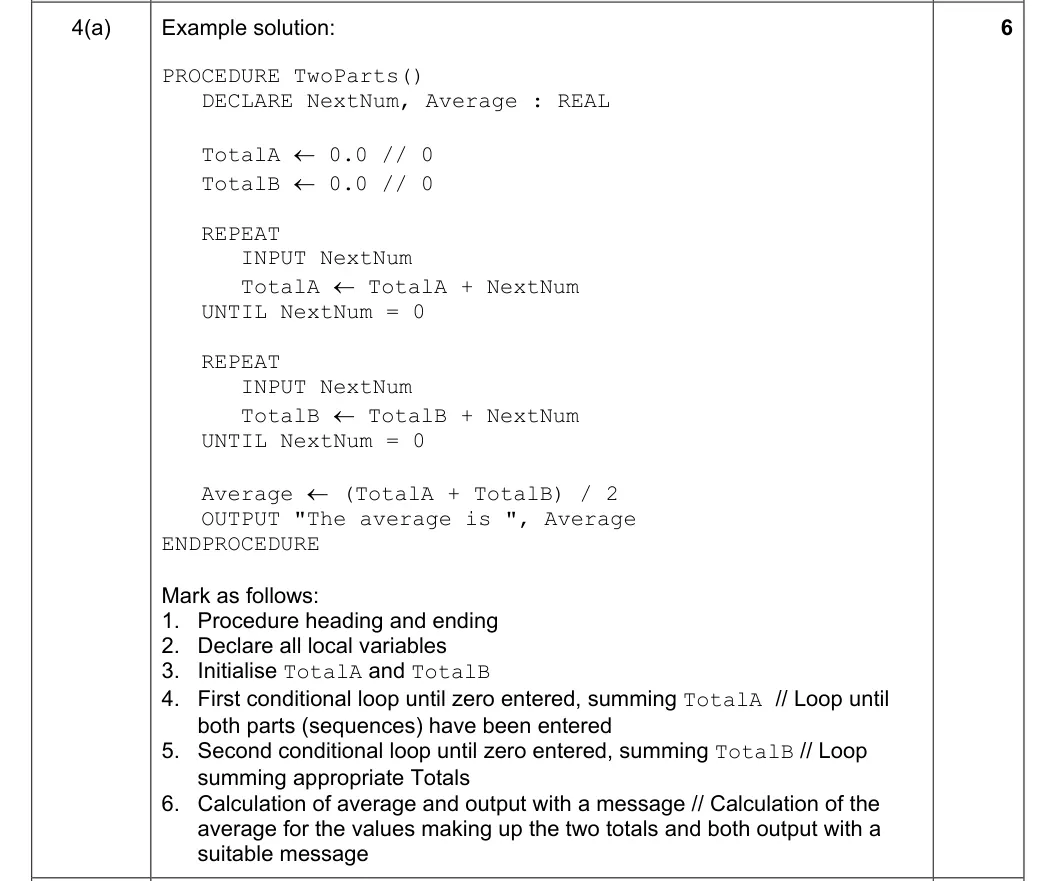 4(a) Example solution: 6
PROCEDURE TwoParts()
DECLARE NextNum, Average : REAL
TotalA ← 0.0 // 0
TotalB ← 0.0 // 0
REPEAT
INPUT NextNum
TotalA ← TotalA + NextNum
UNTIL NextNum = 0
REPEAT
INPUT NextNum
TotalB ← TotalB + NextNum
UNTIL NextNum = 0
Average ← (TotalA + TotalB) / 2
OUTPUT "The average is ", Average
ENDPROCEDURE
Mark as follows:
1. Procedure heading and ending
2. Declare all local variables
3. Initialise TotalA and TotalB
4. First conditional loop until zero entered, summing TotalA // Loop until
both parts (sequences) have been entered
5. Second conditional loop until zero entered, summing TotalB // Loop
summing appropriate Totals
6. Calculation of average and output with a message // Calculation of the
average for the values making up the two totals and both output with a
suitable message